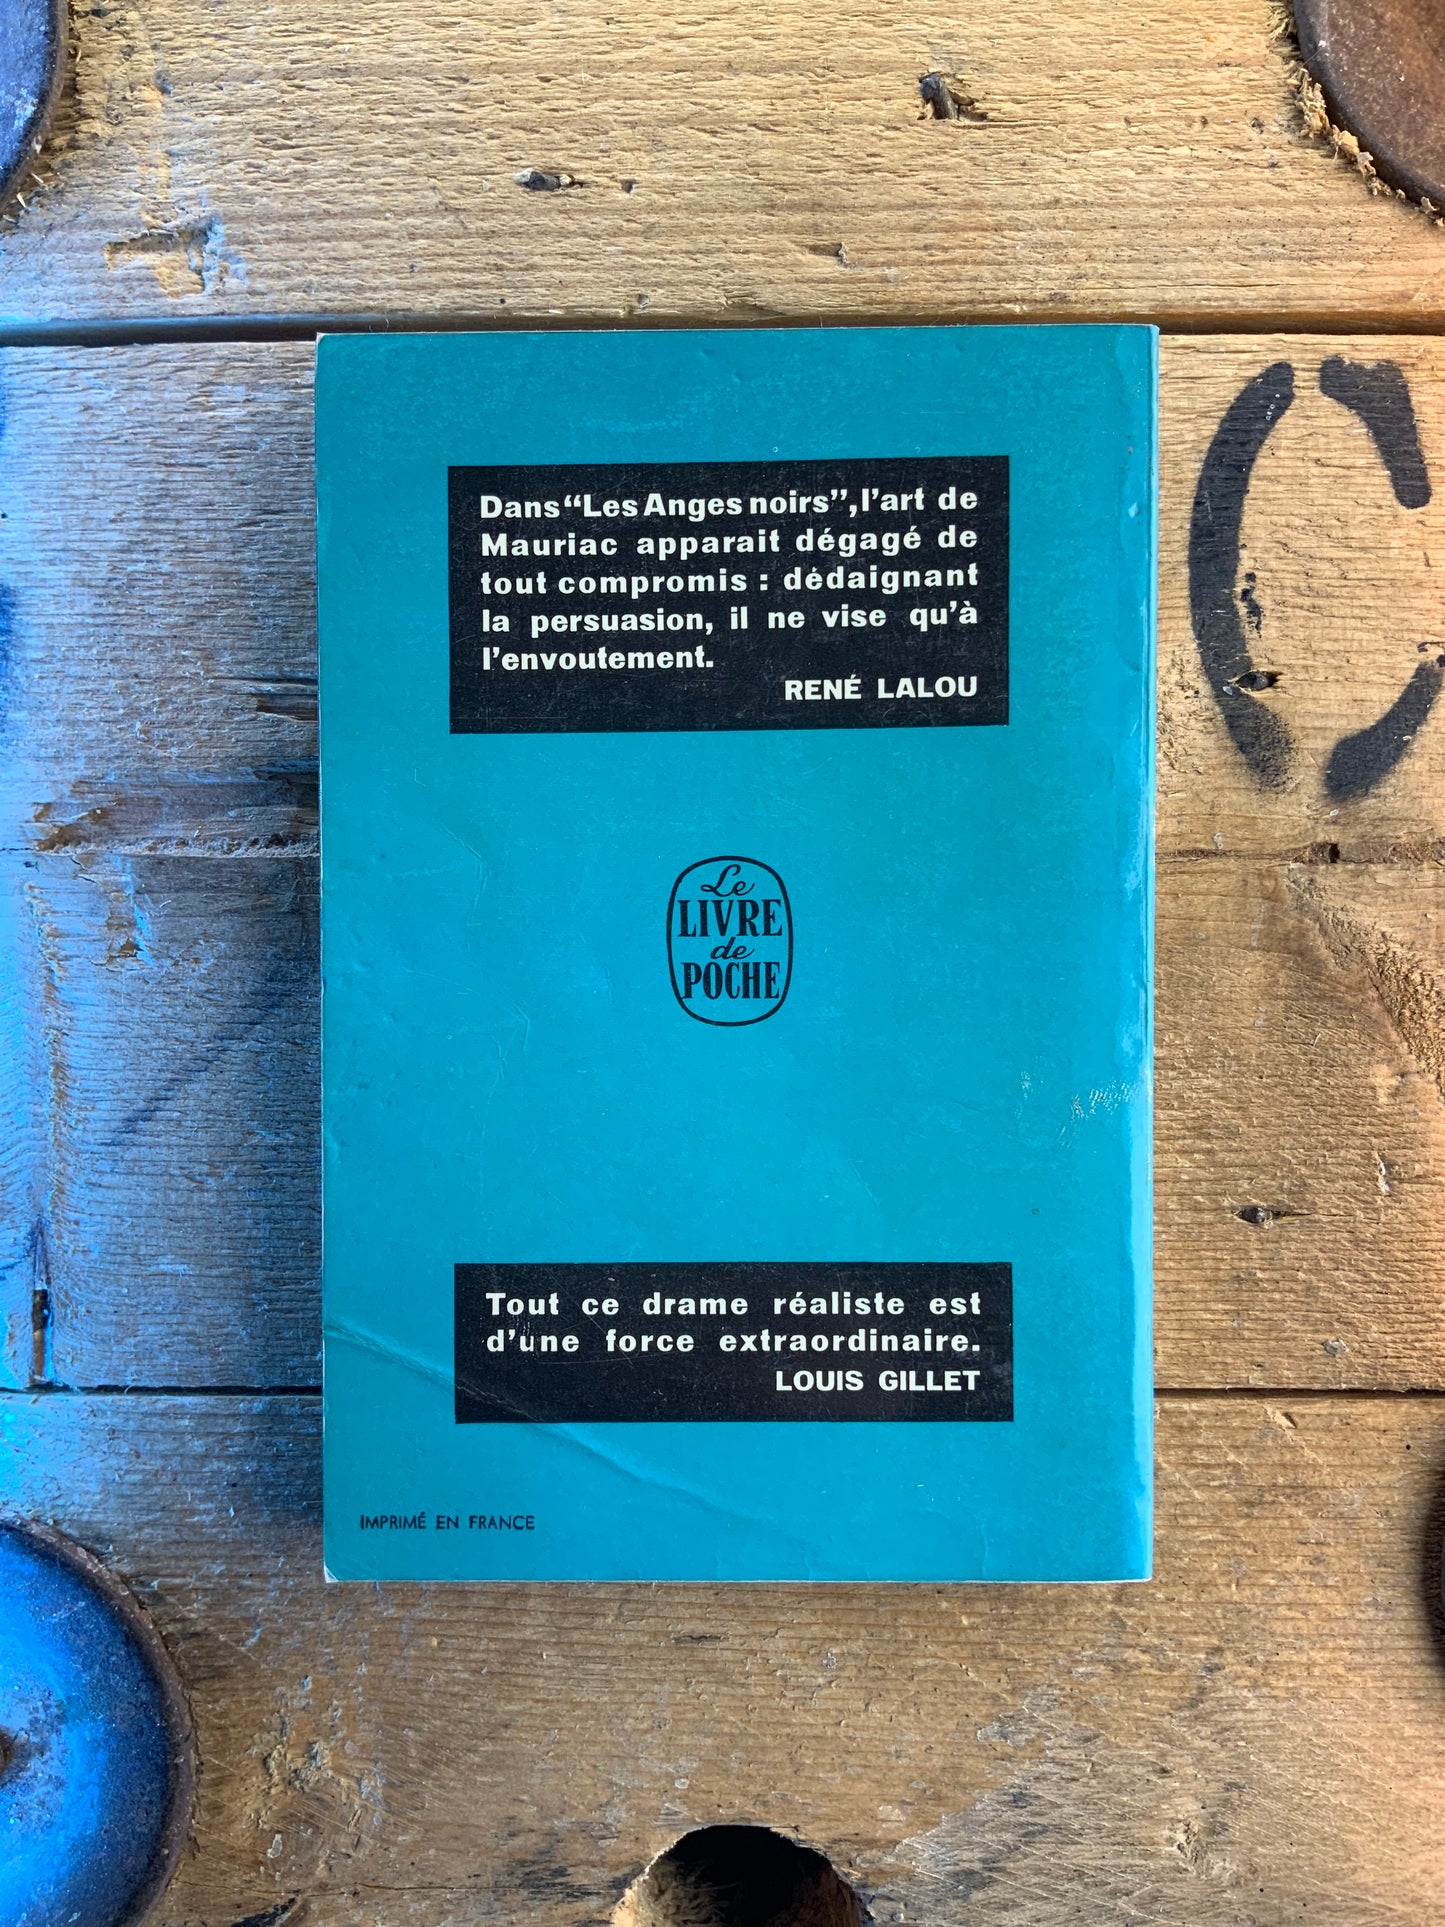 Dans “Les Anges noirs”, l’art de
Mauriac apparait dégagé de
tout compromis : dédaignant
la persuasion, il ne vise qu’à
l’envoutement.
RENÉ LALOU
Le
LIVRE
de
POCHE
Tout ce drame réaliste est
d’une force extraordinaire.
LOUIS GILLET
IMPRIMÉ EN FRANCE